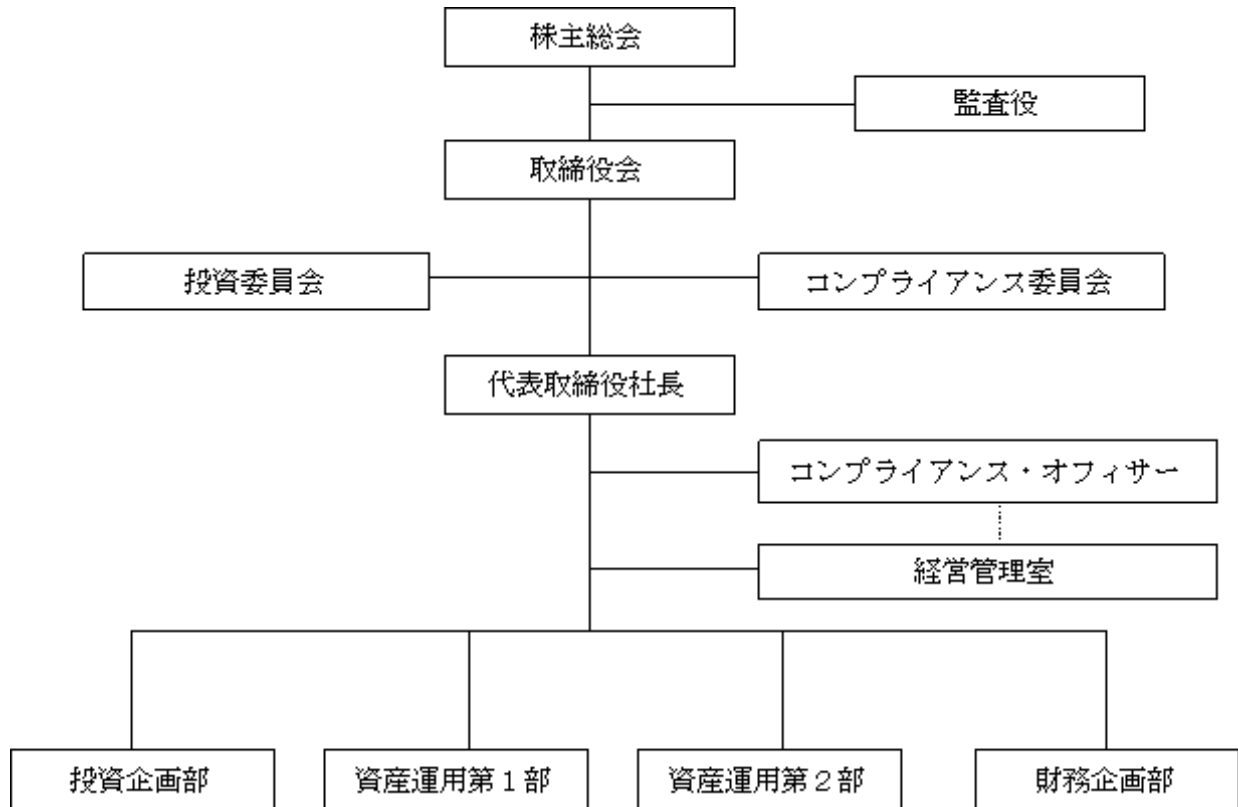 株主総会
監査役
取締役会
投資委員会
コンプライアンス委員会
代表取締役社長
コンプライアンス・オフィサー
経営管理室
投資企画部
資産運用第１部
資産運用第２部
財務企画部